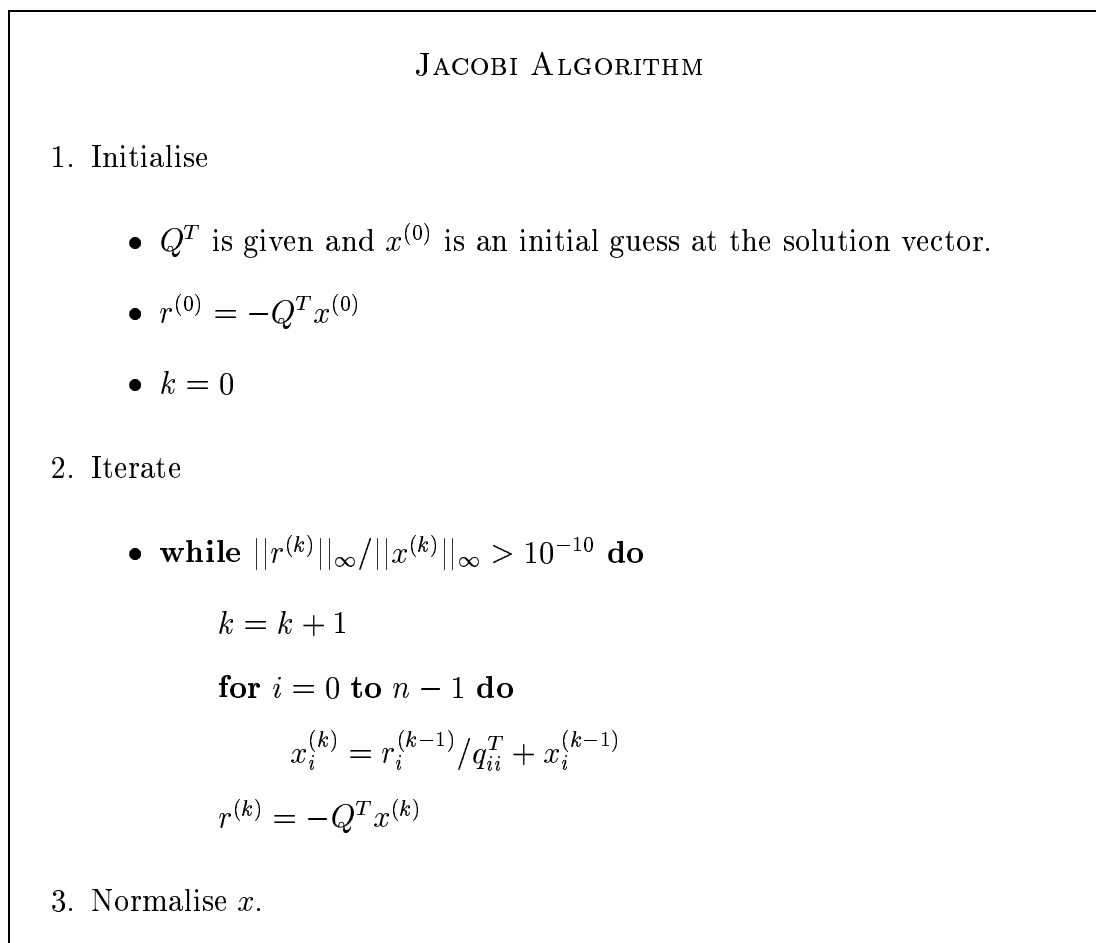 JACOBI ALGORITHM
1. Initialise
• Q^T is given and x^(0) is an initial guess at the solution vector.
• r^(0) = −Q^T x^(0)
• k = 0
2. Iterate
• while ||r^(k)||_∞/||x^(k)||_∞ > 10^−10 do
k = k + 1
for i = 0 to n − 1 do
x_i^(k) = r_i^(k−1)/q_ii^T + x_i^(k−1)
r^(k) = −Q^T x^(k)
3. Normalise x.